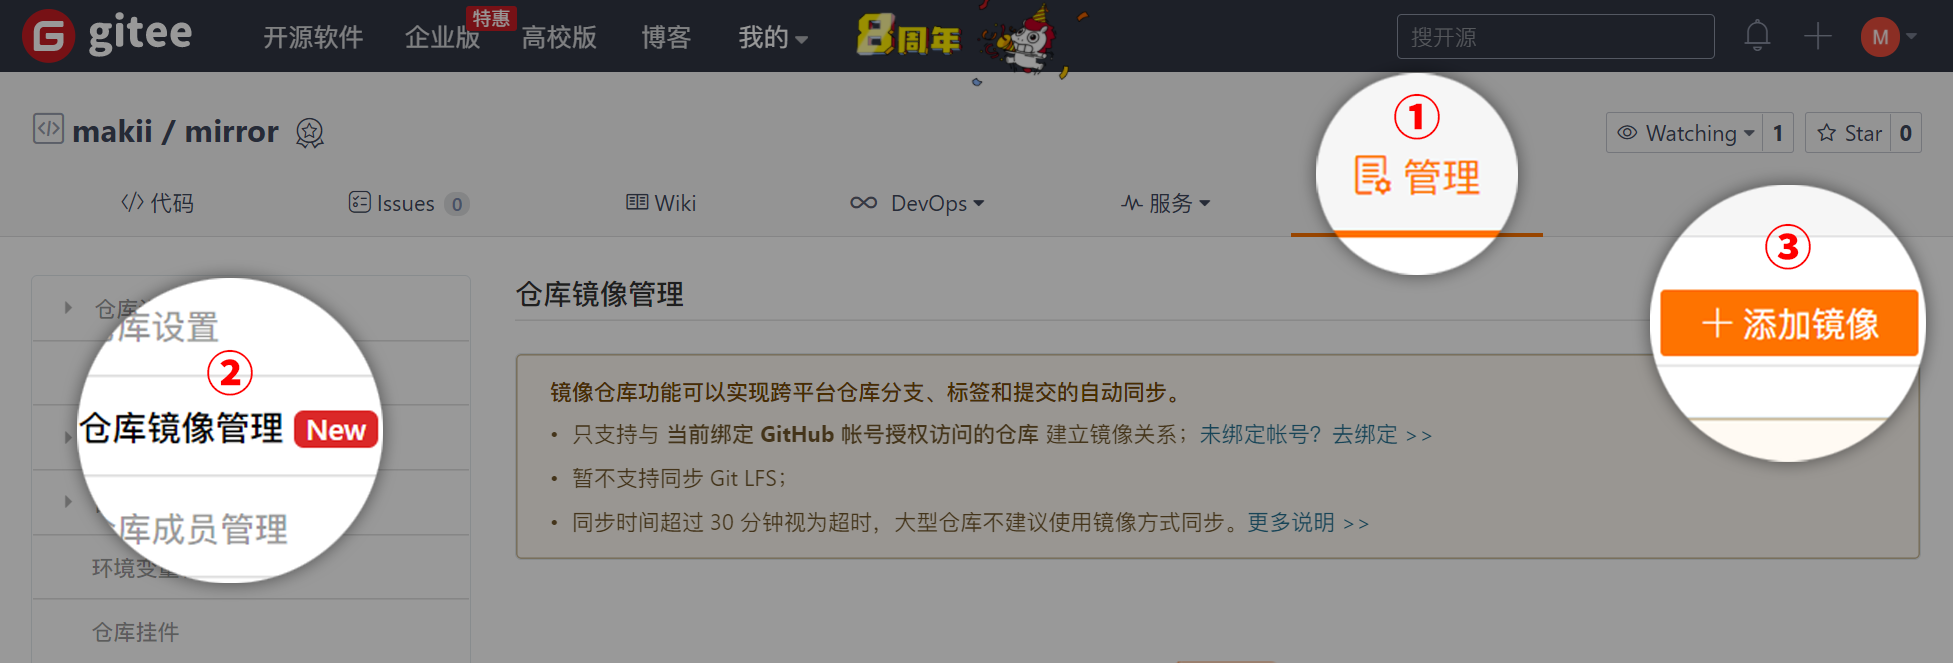 gitee
开源软件
企业版
特惠
高校版
博客
我的
8周年
搜开源
M
makii / mirror
①
管理
Watching 1
Star 0
代码
Issues 0
Wiki
DevOps
服务
③
+ 添加镜像
仓库设置
②
仓库镜像管理 New
仓库成员管理
环境变量
仓库挂件
仓库镜像管理
镜像仓库功能可以实现跨平台仓库分支、标签和提交的自动同步。
• 只支持与 当前绑定 GitHub 帐号授权访问的仓库 建立镜像关系；未绑定帐号？去绑定 >>
• 暂不支持同步 Git LFS；
• 同步时间超过 30 分钟视为超时，大型仓库不建议使用镜像方式同步。更多说明 >>